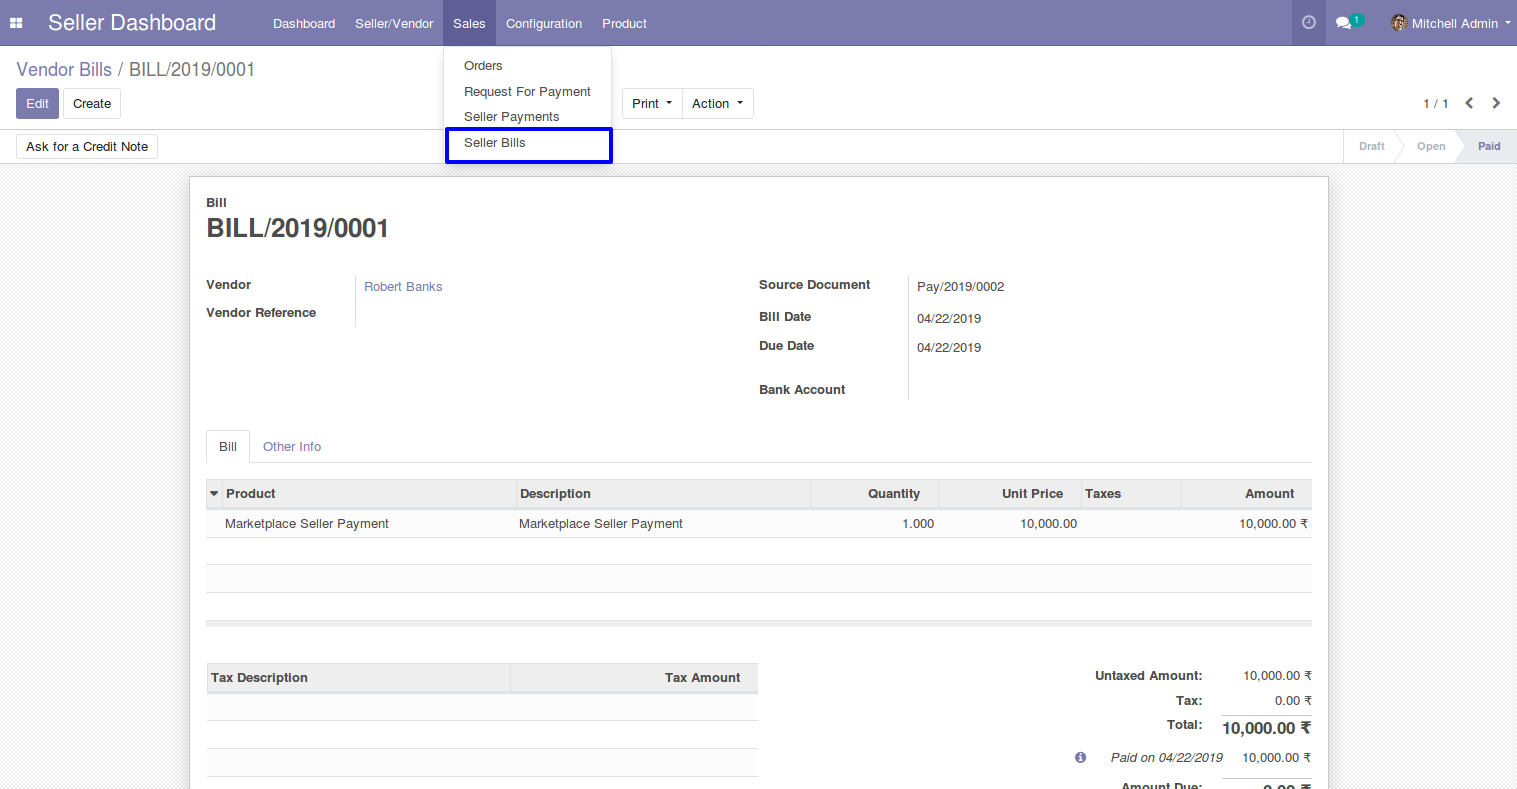 Seller Dashboard Dashboard Seller/Vendor Sales Configuration Product 1 Mitchell Admin
Orders
Request For Payment
Seller Payments
Seller Bills
Vendor Bills / BILL/2019/0001
Edit Create Print Action 1 / 1
Ask for a Credit Note Draft Open Paid
Bill
BILL/2019/0001
Vendor Robert Banks Source Document Pay/2019/0002
Vendor Reference Bill Date 04/22/2019
Due Date 04/22/2019
Bank Account
Bill Other Info
Product Description Quantity Unit Price Taxes Amount
Marketplace Seller Payment Marketplace Seller Payment 1.000 10,000.00 10,000.00 ₹
Tax Description Tax Amount
Untaxed Amount: 10,000.00 ₹
Tax: 0.00 ₹
Total: 10,000.00 ₹
Paid on 04/22/2019 10,000.00 ₹
Amount Due: 0.00 ₹